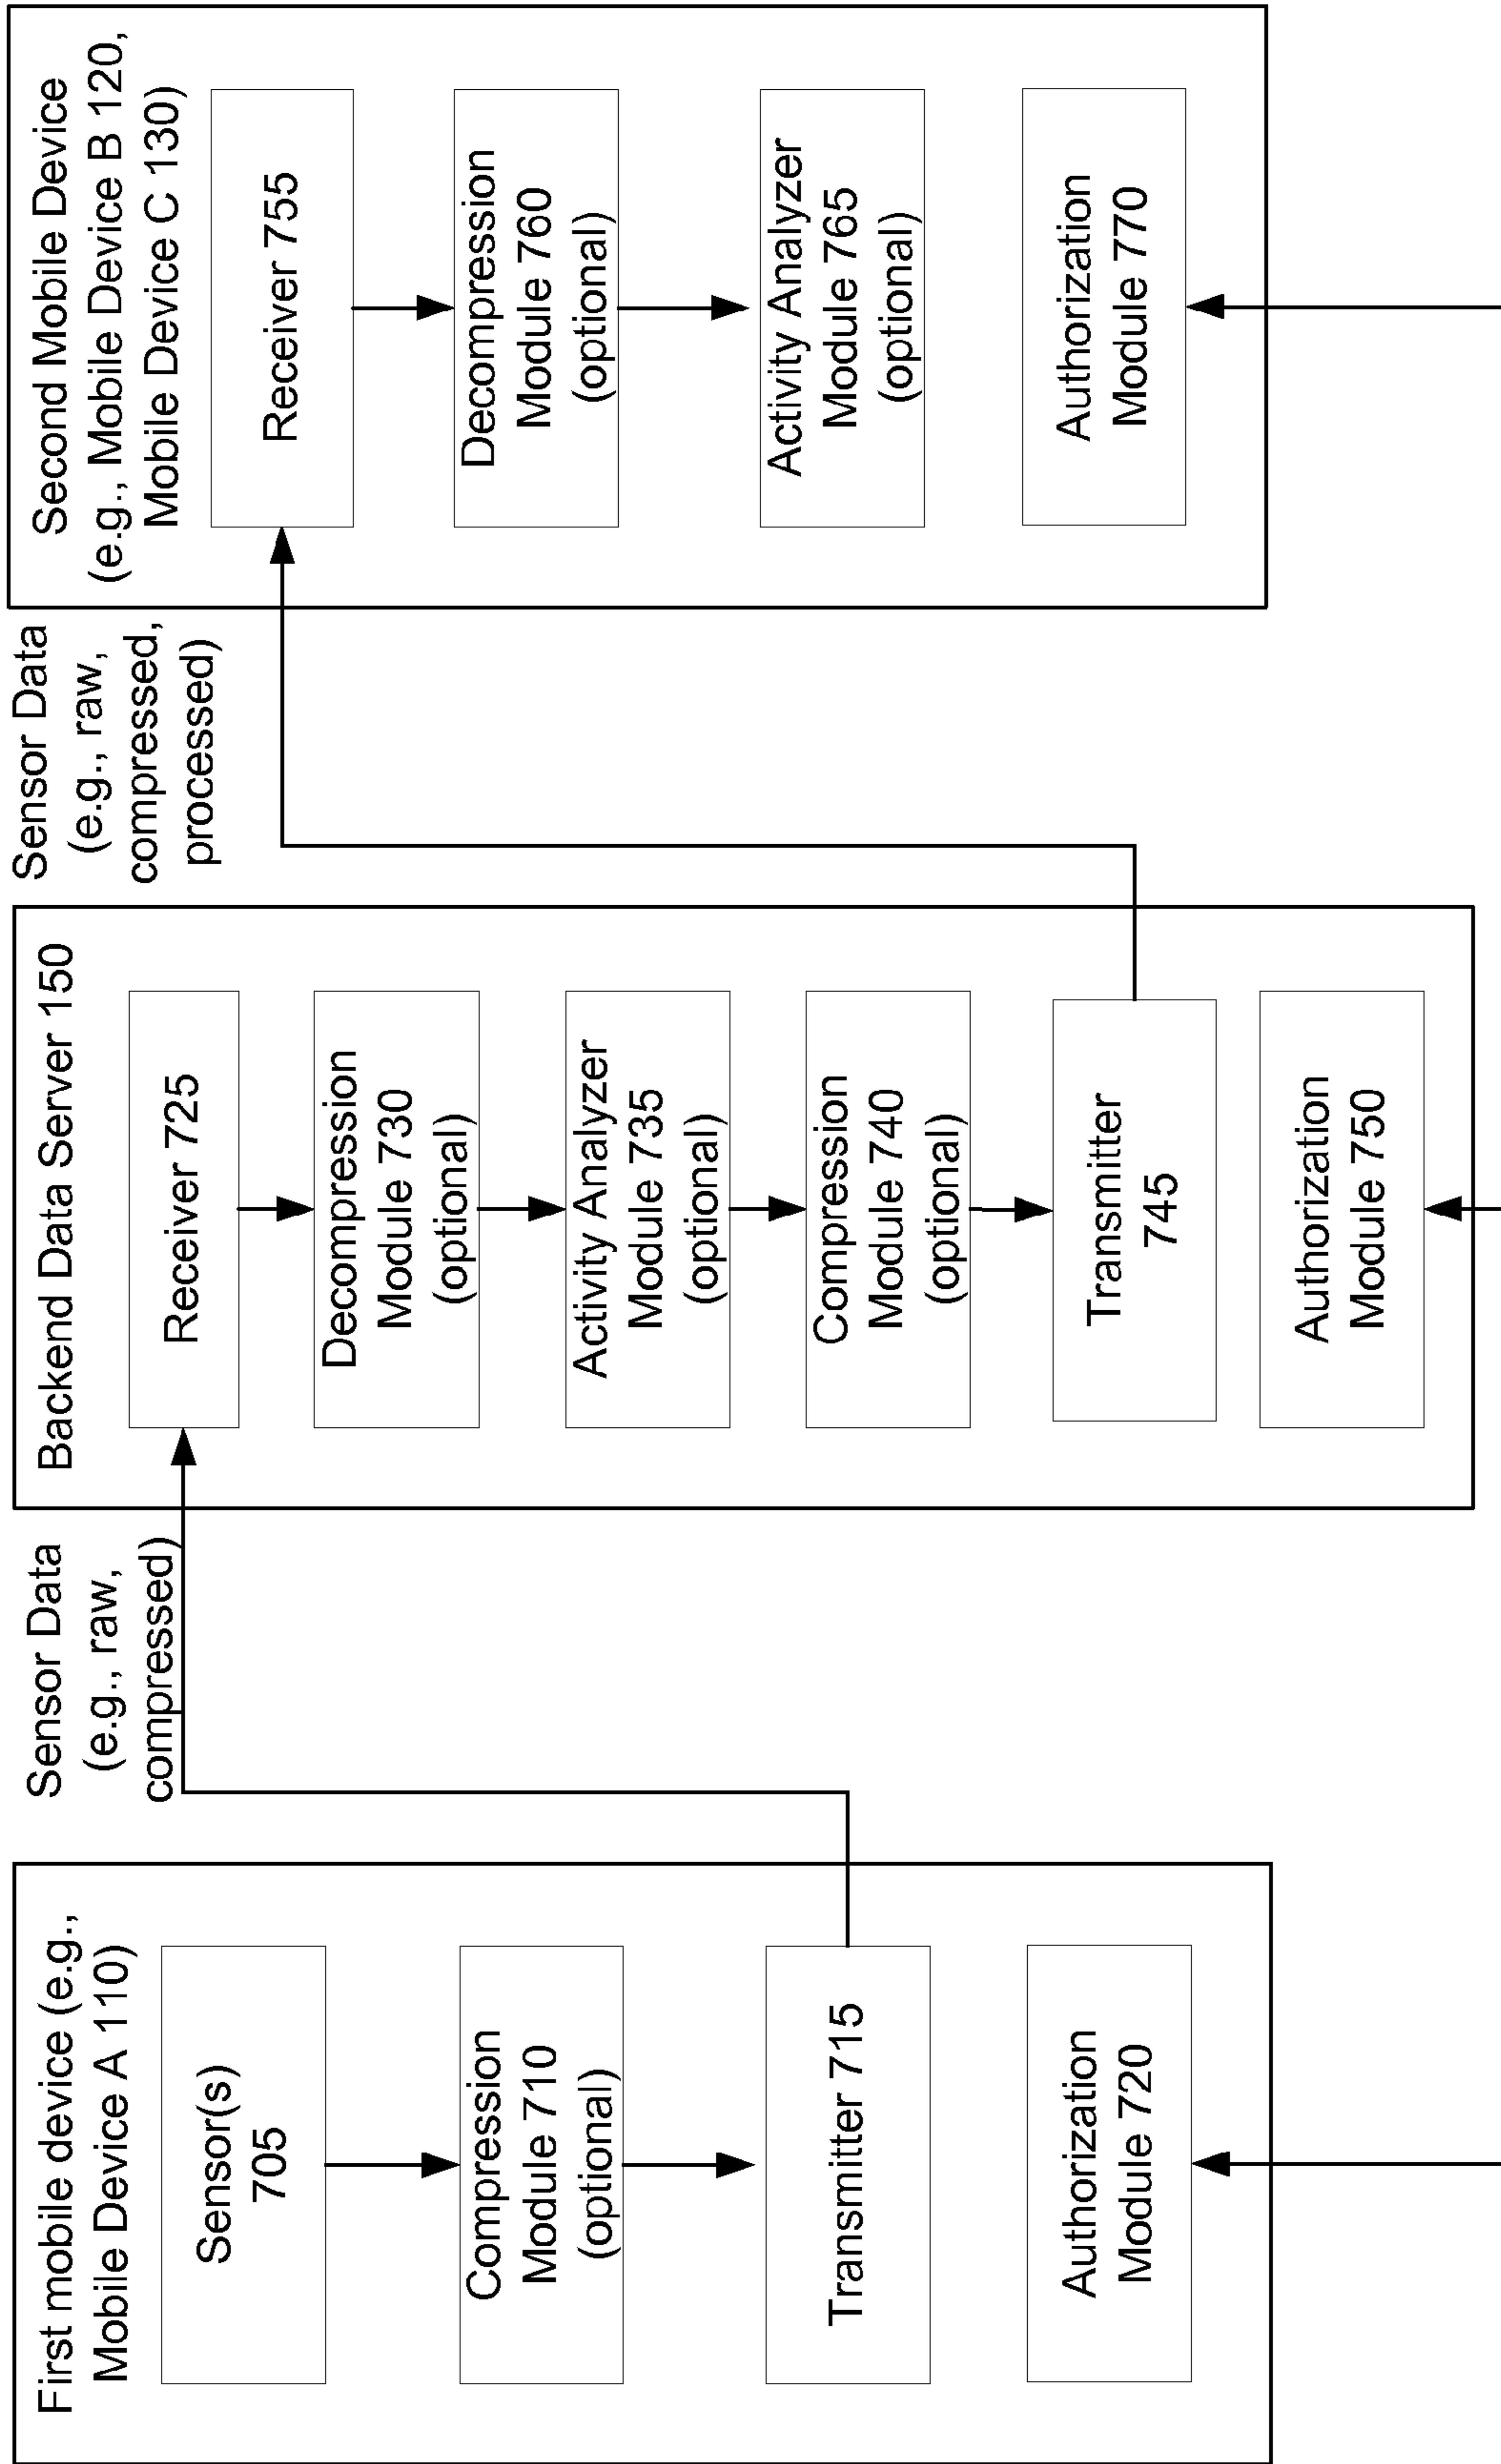 First mobile device (e.g.,
Mobile Device A 110)
Sensor(s)
705
Compression
Module 710
(optional)
Transmitter 715
Authorization
Module 720
Sensor Data
(e.g., raw,
compressed)
Backend Data Server 150
Receiver 725
Decompression
Module 730
(optional)
Activity Analyzer
Module 735
(optional)
Compression
Module 740
(optional)
Transmitter
745
Authorization
Module 750
Sensor Data
(e.g., raw,
compressed,
processed)
Second Mobile Device
(e.g., Mobile Device B 120,
Mobile Device C 130)
Receiver 755
Decompression
Module 760
(optional)
Activity Analyzer
Module 765
(optional)
Authorization
Module 770